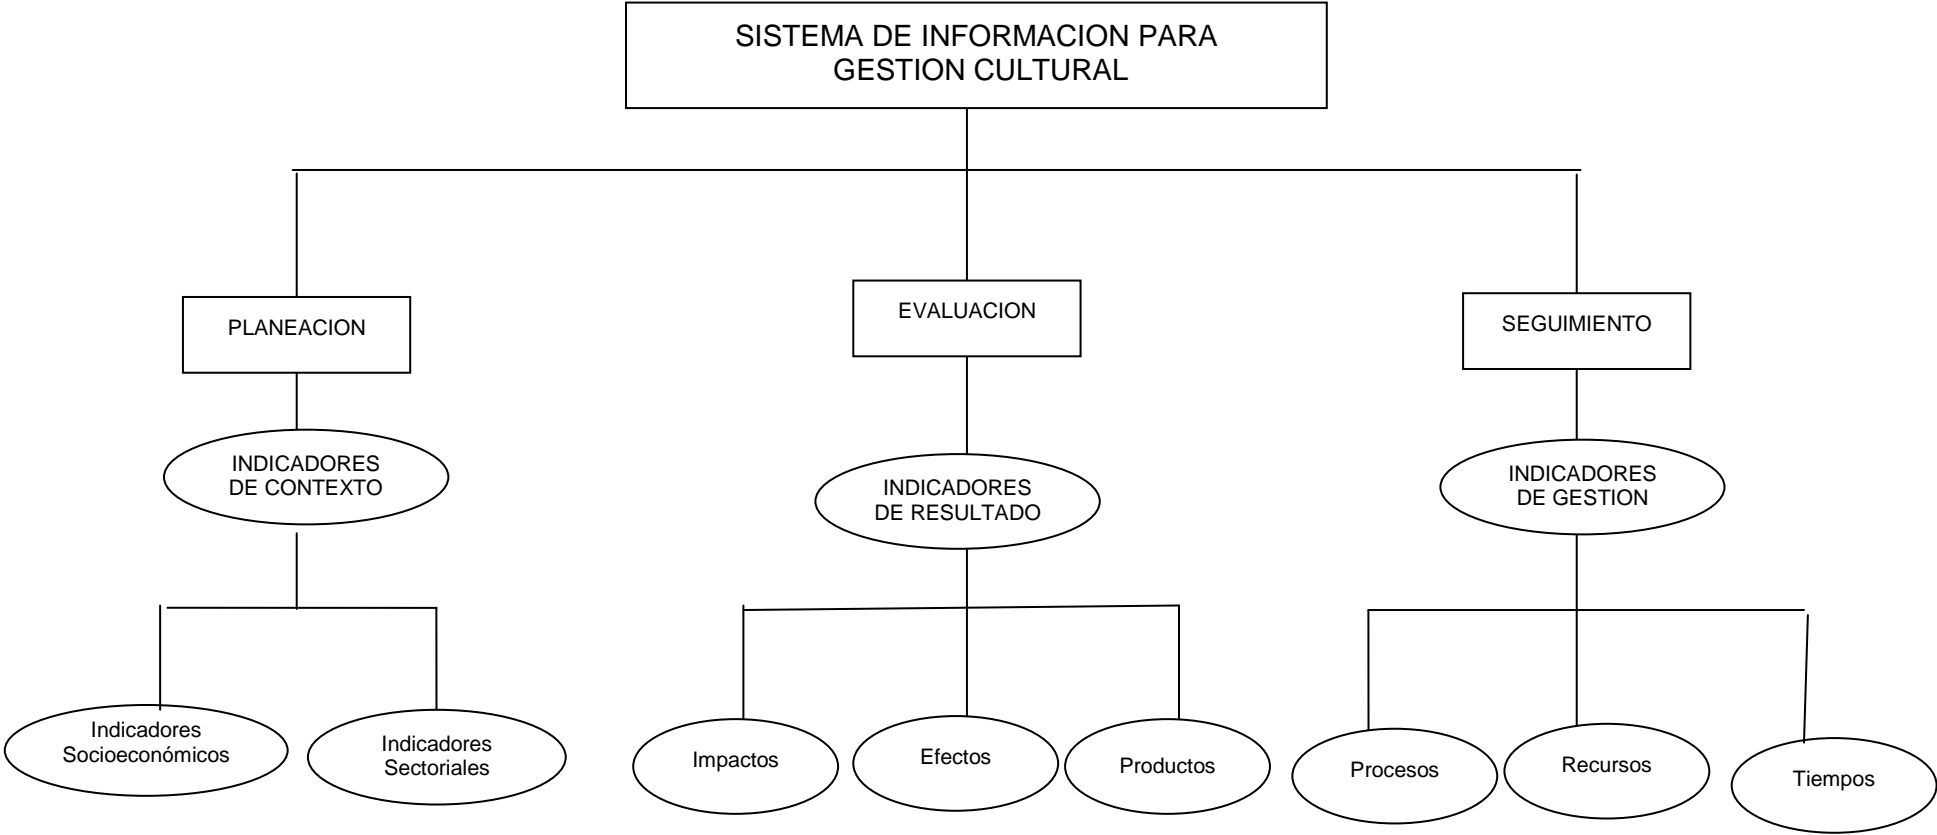 SISTEMA DE INFORMACION PARA
GESTION CULTURAL
PLANEACION
EVALUACION
SEGUIMIENTO
INDICADORES
DE CONTEXTO
INDICADORES
DE RESULTADO
INDICADORES
DE GESTION
Indicadores
Socioeconómicos
Indicadores
Sectoriales
Impactos
Efectos
Productos
Procesos
Recursos
Tiempos